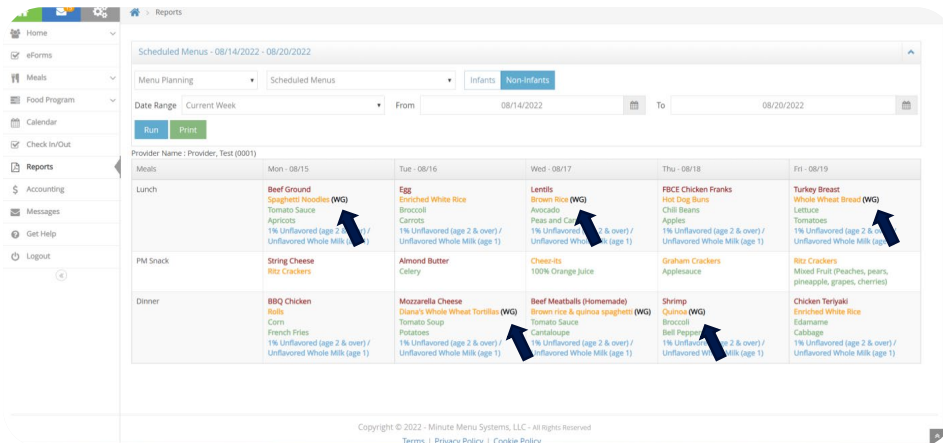 > Reports
Home
eForms
Meals
Food Program
Calendar
Check In/Out
Reports
$ Accounting
Messages
Get Help
Logout
Scheduled Menus - 08/14/2022 - 08/20/2022
Menu Planning Scheduled Menus Infants Non-Infants
Date Range Current Week From 08/14/2022 To 08/20/2022
Run Print
Provider Name : Provider, Test (0001)
Meals Mon - 08/15 Tue - 08/16 Wed - 08/17 Thu - 08/18 Fri - 08/19
Lunch
Beef Ground
Spaghetti Noodles (WG)
Tomato Sauce
Apricots
1% Unflavored (age 2 & over) /
Unflavored Whole Milk (age 1)
Egg
Enriched White Rice
Broccoli
Carrots
1% Unflavored (age 2 & over) /
Unflavored Whole Milk (age 1)
Lentils
Brown Rice (WG)
Avocado
Peas and
1% Unflavored 2 & over) /
Unflavored Whole Milk (age 1)
FBCE Chicken Franks
Hot Dog Buns
Chili Beans
Apples
1% Unflavored (age 2 & over) /
Unflavored Whole Milk (age 1)
Turkey Breast
Whole Wheat Bread (WG)
Lettuce
Tomatoes
1% Unflavored (age 2 & over) /
Unflavored Whole Milk (age
PM Snack
String Cheese
Ritz Crackers
Almond Butter
Celery
Cheez-its
100% Orange Juice
Graham Crackers
Applesauce
Ritz Crackers
Mixed Fruit (Peaches, pears,
pineapple, grapes, cherries)
Dinner
BBQ Chicken
Rolls
Corn
French Fries
1% Unflavored (age 2 & over) /
Unflavored Whole Milk (age 1)
Mozzarella Cheese
Diana's Whole Wheat Tortillas (WG)
Tomato Soup
Potatoes
1% Unflavored (age 2 & over) /
Unflavored Whole Milk (age 1)
Beef Meatballs (Homemade)
Brown rice & quinoa spaghetti (WG)
Tomato Sauce
Cantaloupe
1% Unflavored (age 2 & over) /
Unflavored Whole Milk (age 1)
Shrimp
Quinoa (WG)
Broccoli
Bell Pepper
1% Unflavored (age 2 & over) /
Unflavored Milk (age 1)
Chicken Teriyaki
Enriched White Rice
Edamame
Cabbage
1% Unflavored (age 2 & over) /
Unflavored Whole Milk (age 1)
Copyright © 2022 - Minute Menu Systems, LLC - All Rights Reserved
Terms | Privacy Policy | Cookie Policy